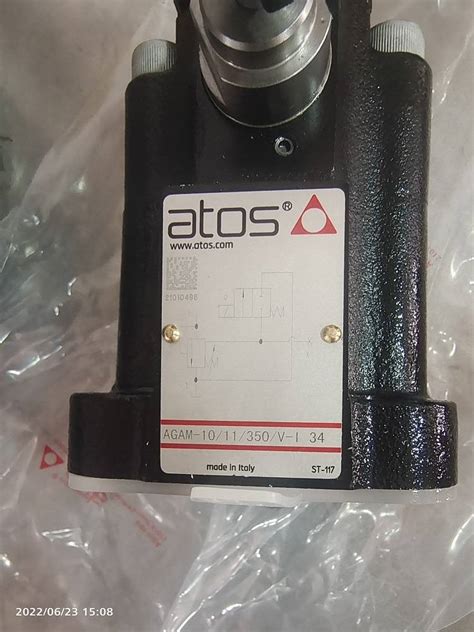 atos®
www.atos.com
21010498
AGAM-10/11/350/V-I 34
made in Italy
ST-117
2022/06/23 15:08